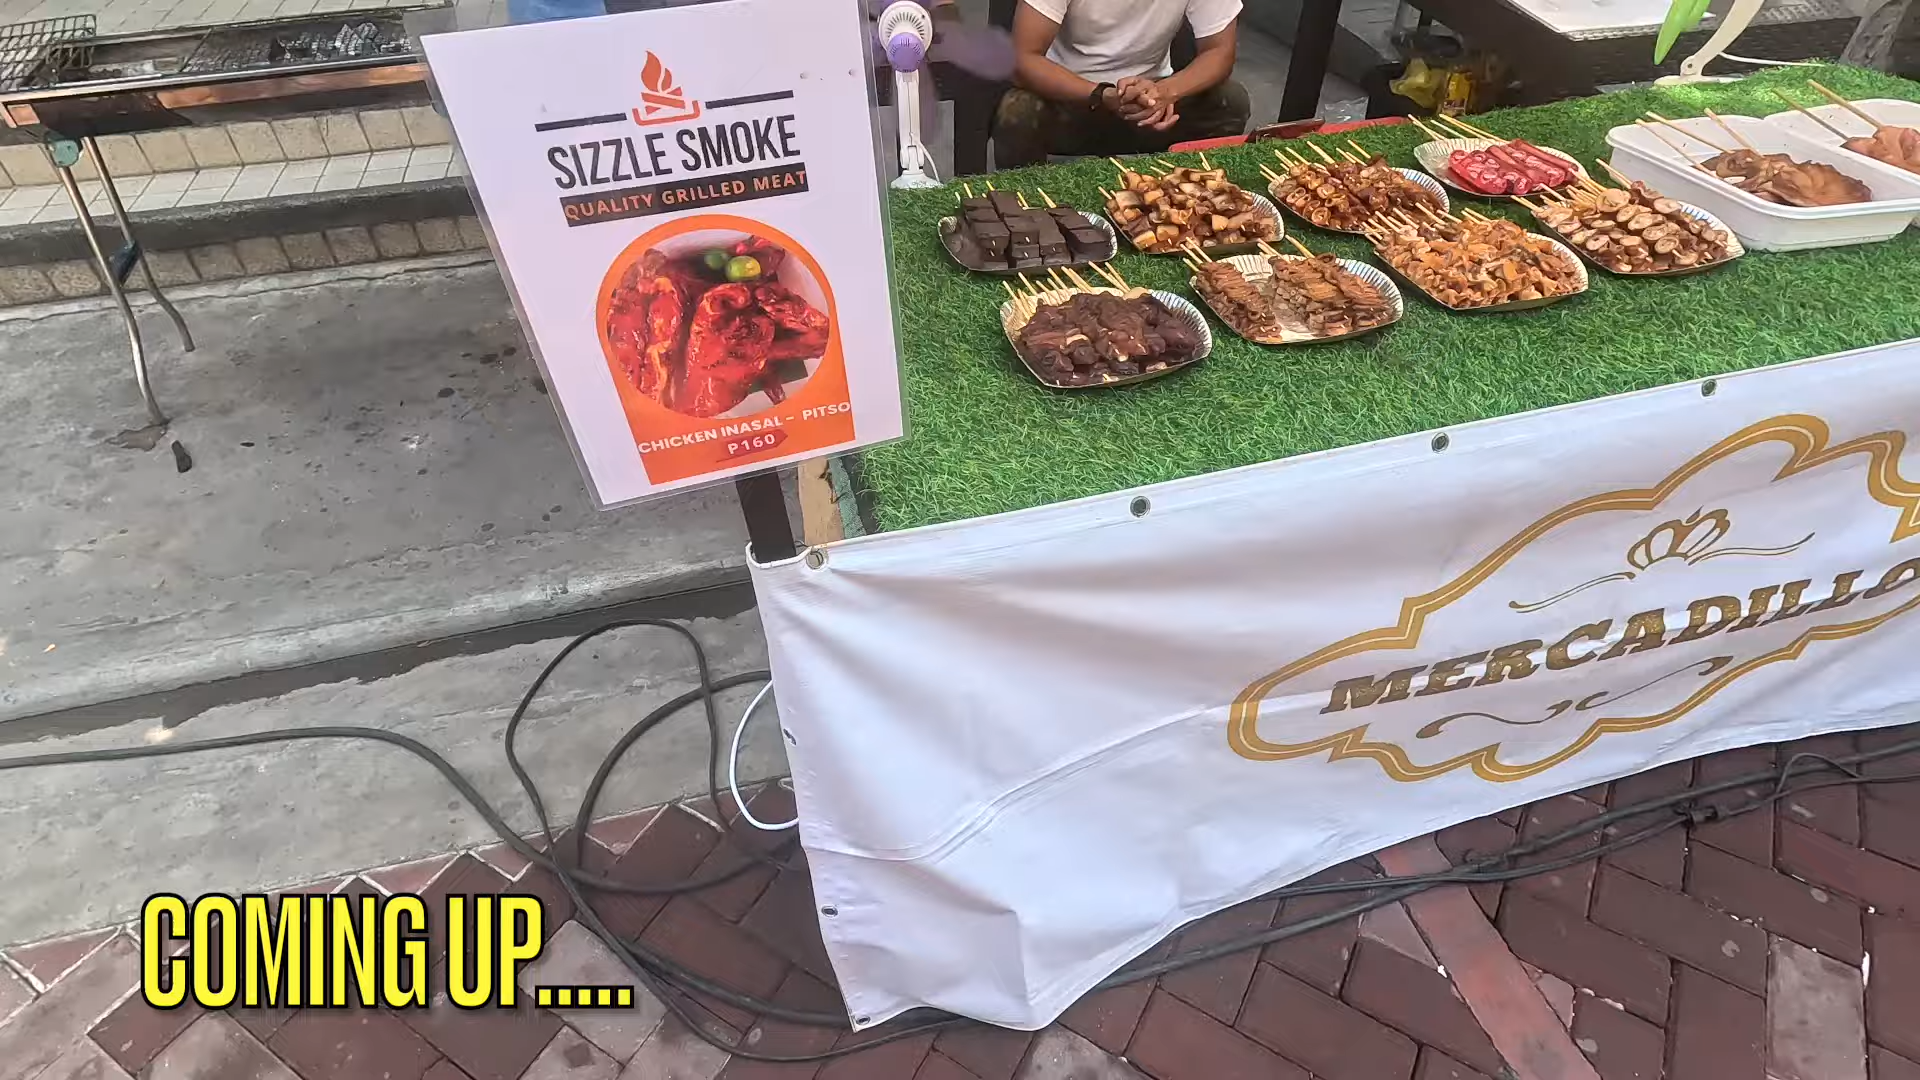 SIZZLE SMOKE
QUALITY GRILLED MEAT
CHICKEN INASAL - PITSO
P160
MERCADILLO
COMING UP.....